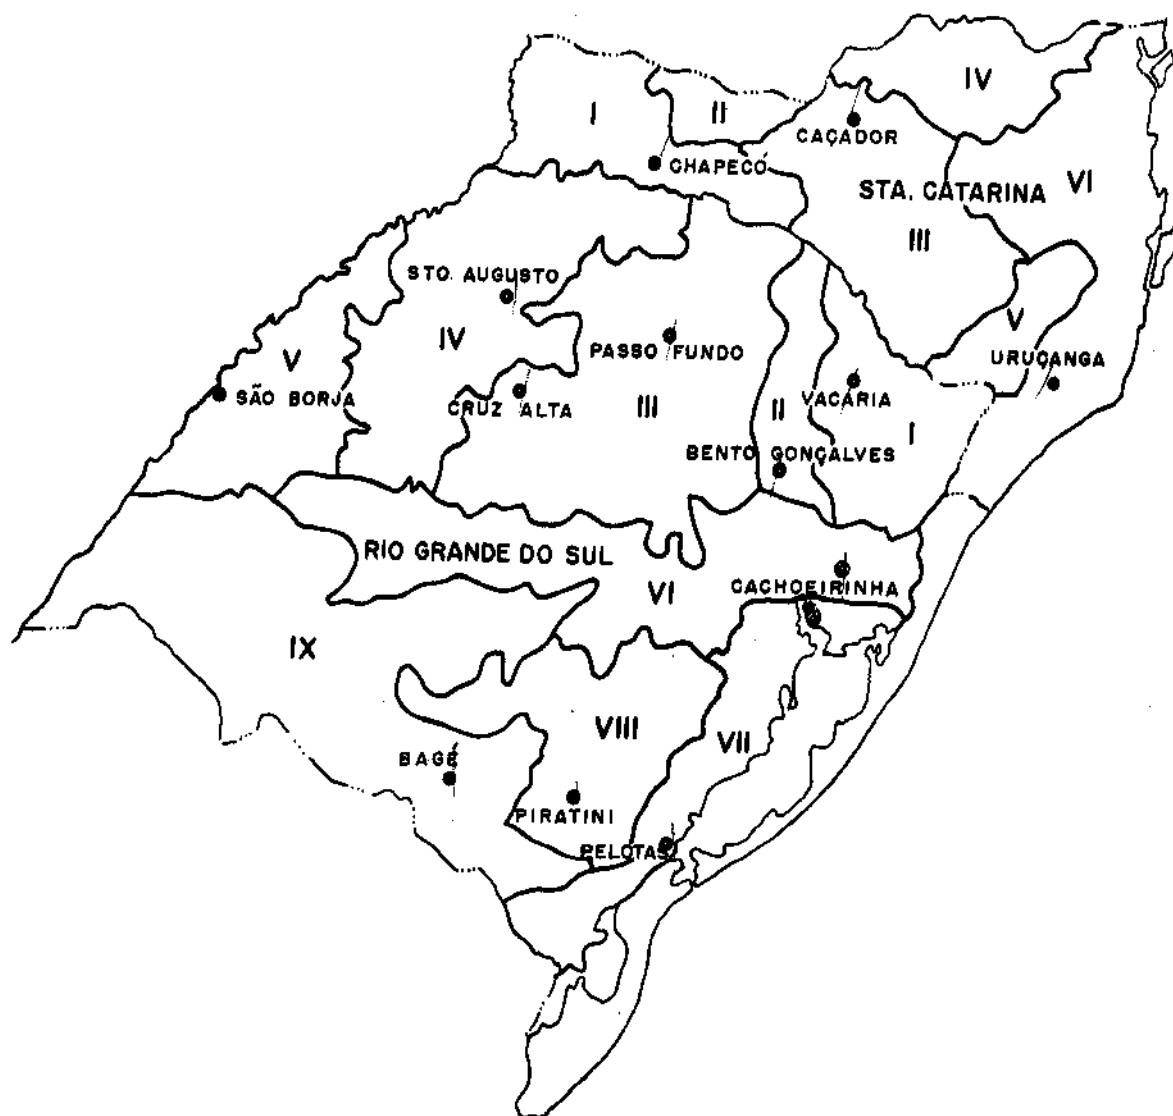 IV
I
II
CAÇADOR
CHAPECÓ
VI
STA. CATARINA
III
STO. AUGUSTO
V
IV
PASSO FUNDO
URUÇANGA
V
SÃO BORJA
CRUZ ALTA
III
II
VACARIA
I
BENTO GONÇALVES
RIO GRANDE DO SUL
VI
CACHOEIRINHA
IX
VIII
VII
BAGÉ
PIRATINI
PELOTAS